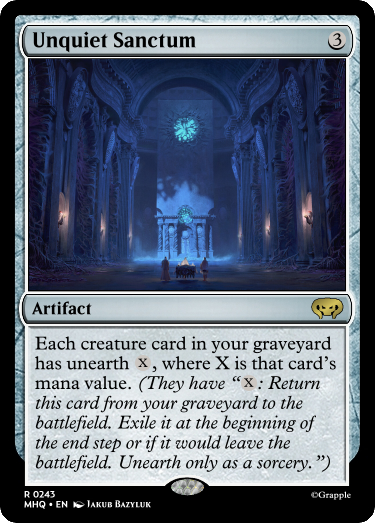 Unquiet Sanctum 3
Artifact
Each creature card in your graveyard
has unearth X, where X is that card's
mana value. (They have “X: Return
this card from your graveyard to the
battlefield. Exile it at the beginning of
the end step or if it would leave the
battlefield. Unearth only as a sorcery.”)
R 0243
MHQ • EN Jakub Bazyluk
©Grapple